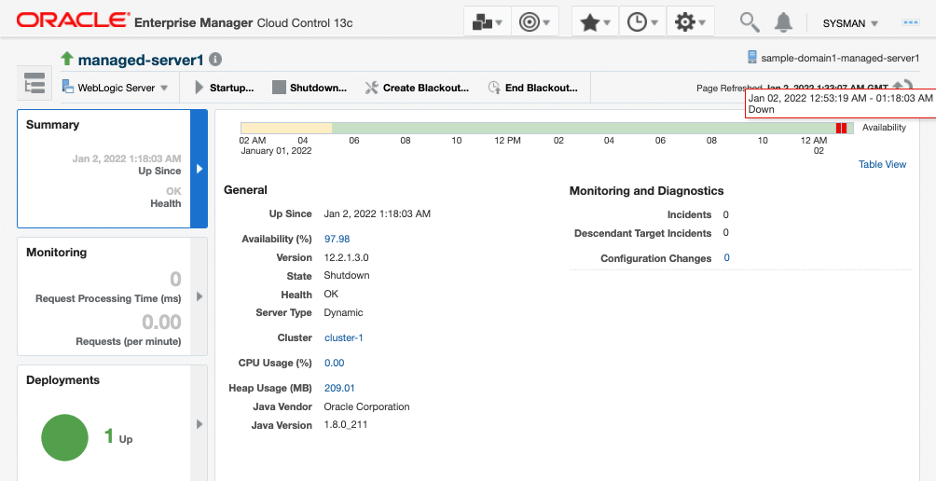 ORACLE® Enterprise Manager Cloud Control 13c
SYSMAN
managed-server1
sample-domain1-managed-server1
WebLogic Server
Startup...
Shutdown...
Create Blackout...
End Blackout...
Page Refreshed Jan 2, 2022 1:33:07 AM GMT
Jan 02, 2022 12:53:19 AM - 01:18:03 AM
Down
Summary
Jan 2, 2022 1:18:03 AM
Up Since
OK
Health
Monitoring
0
Request Processing Time (ms)
0.00
Requests (per minute)
Deployments
1 Up
Availability
02 AM 04 06 08 10 12 PM 02 04 06 08 10 12 AM
January 01, 2022 02
Table View
General
Up Since Jan 2, 2022 1:18:03 AM
Availability (%) 97.98
Version 12.2.1.3.0
State Shutdown
Health OK
Server Type Dynamic
Cluster cluster-1
CPU Usage (%) 0.00
Heap Usage (MB) 209.01
Java Vendor Oracle Corporation
Java Version 1.8.0_211
Monitoring and Diagnostics
Incidents 0
Descendant Target Incidents 0
Configuration Changes 0